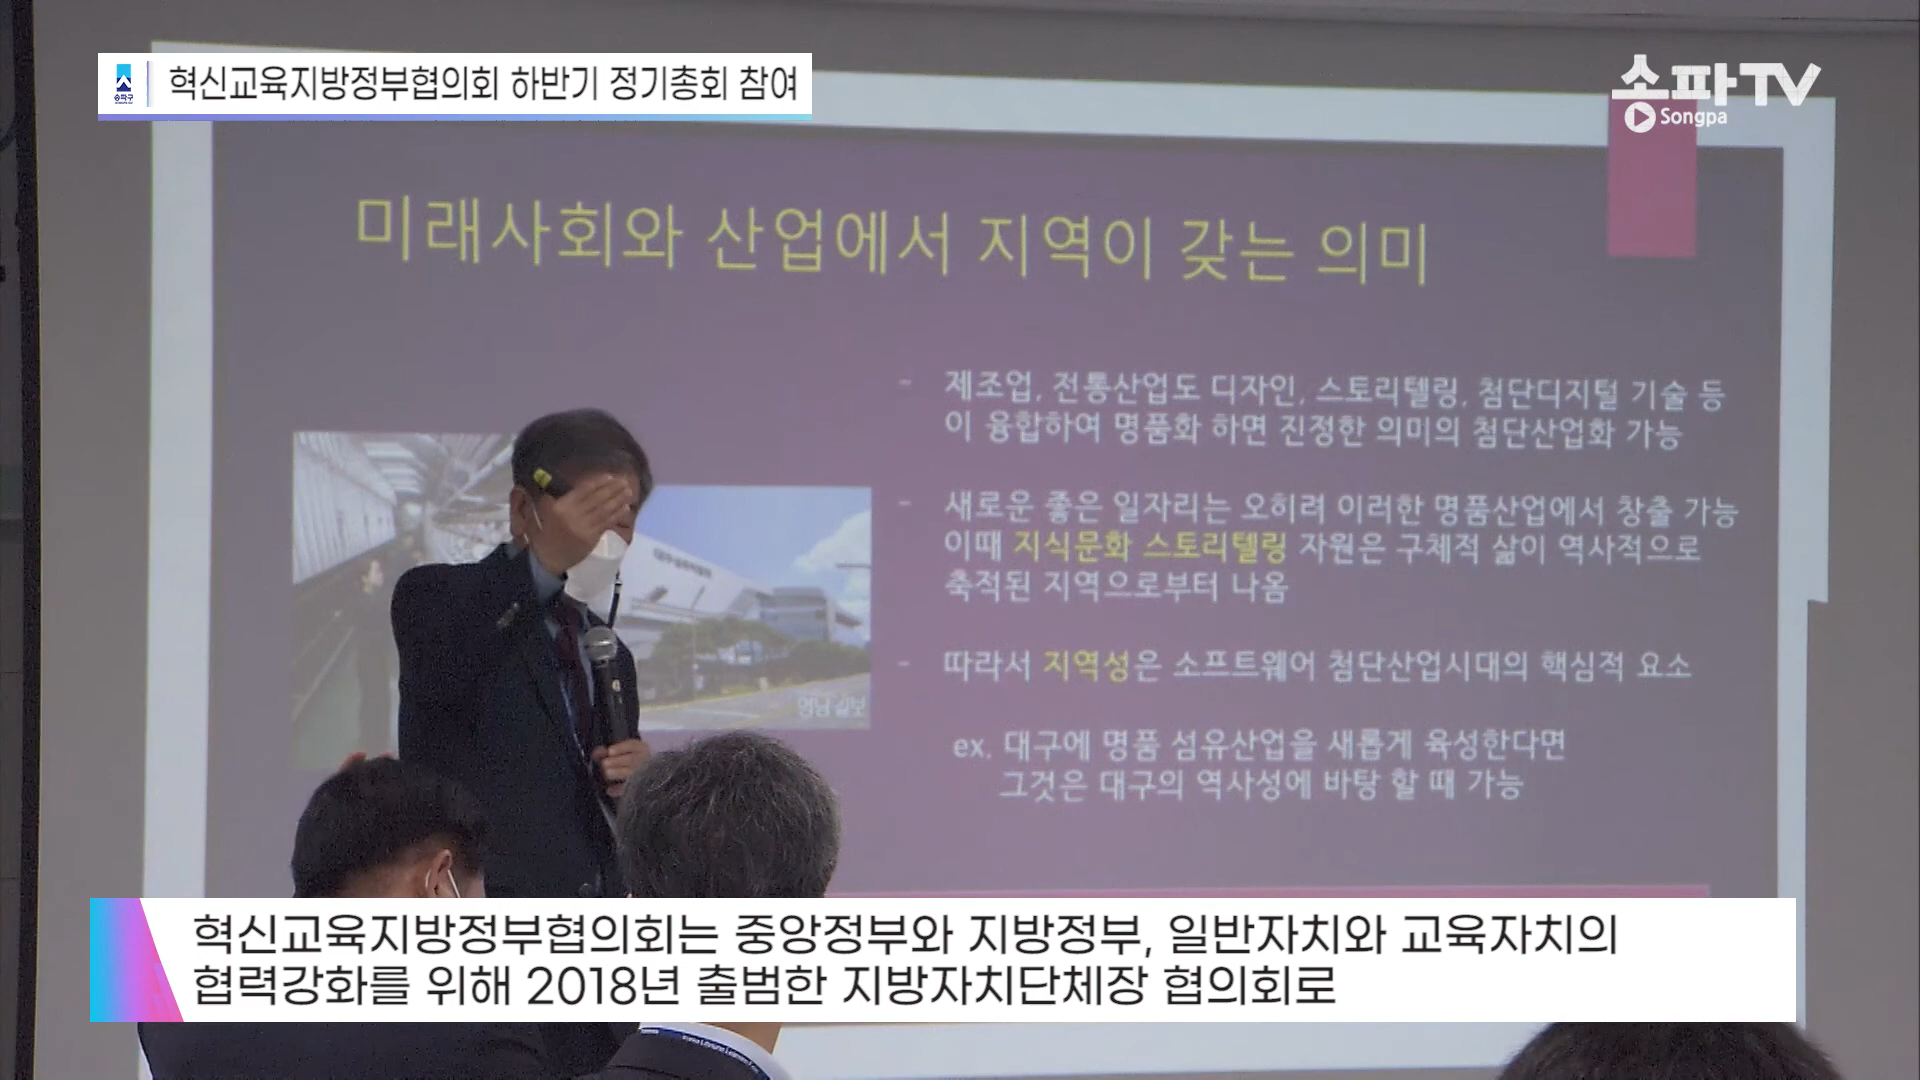 송파구
혁신교육지방정부협의회 하반기 정기총회 참여
송파TV
Songpa
미래사회와 산업에서 지역이 갖는 의미
- 제조업, 전통산업도 디자인, 스토리텔링, 첨단디지털 기술 등
이 융합하여 명품화 하면 진정한 의미의 첨단산업화 가능
- 새로운 좋은 일자리는 오히려 이러한 명품산업에서 창출 가능
이때 지식문화 스토리텔링 자원은 구체적 삶이 역사적으로
축적된 지역으로부터 나옴
- 따라서 지역성은 소프트웨어 첨단산업시대의 핵심적 요소
ex. 대구에 명품 섬유산업을 새롭게 육성한다면
그것은 대구의 역사성에 바탕 할 때 가능
영남일보
혁신교육지방정부협의회는 중앙정부와 지방정부, 일반자치와 교육자치의
협력강화를 위해 2018년 출범한 지방자치단체장 협의회로